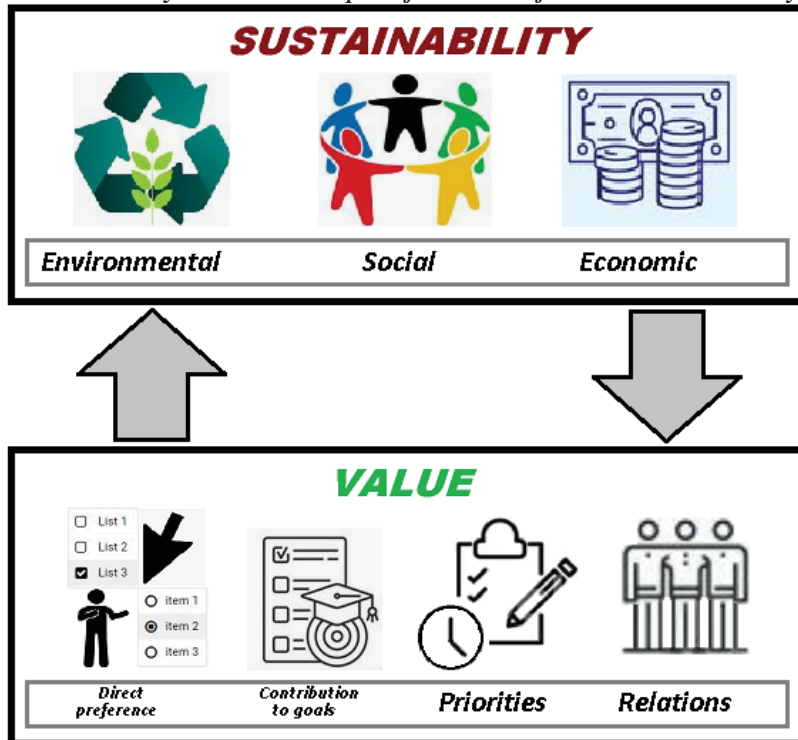 SUSTAINABILITY
Environmental Social Economic
VALUE
List 1
List 2
List 3
item 1
item 2
item 3
Direct preference
Contribution to goals
Priorities
Relations